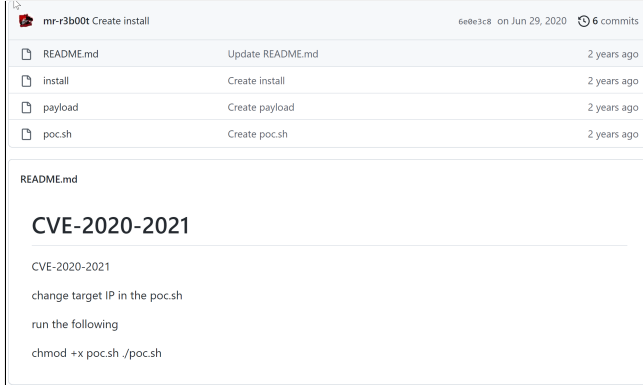 mr-r3b00t Create install 6e0e3c8 on Jun 29, 2020 6 commits
README.md Update README.md 2 years ago
install Create install 2 years ago
payload Create payload 2 years ago
poc.sh Create poc.sh 2 years ago
README.md
CVE-2020-2021
CVE-2020-2021
change target IP in the poc.sh
run the following
chmod +x poc.sh ./poc.sh